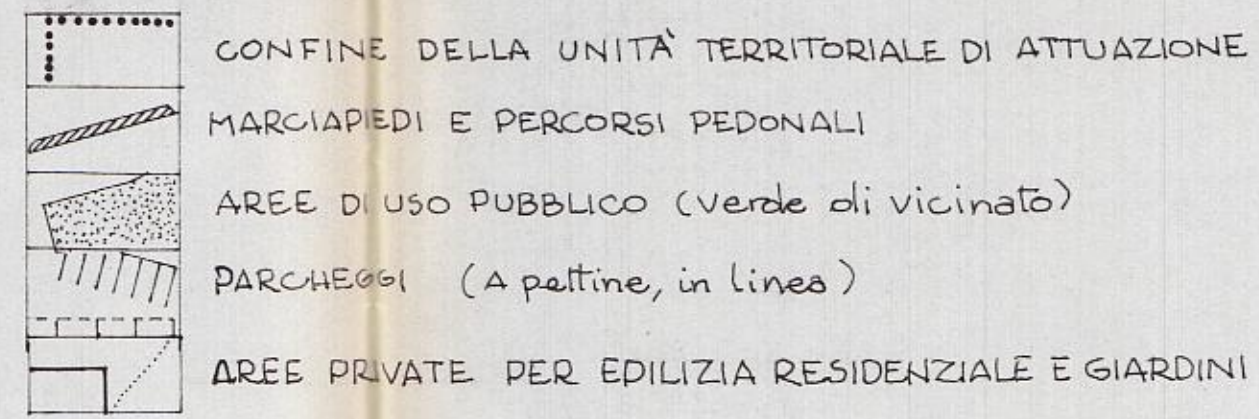 CONFINE DELLA UNITÀ TERRITORIALE DI ATTUAZIONE
MARCIAPIEDI E PERCORSI PEDONALI
AREE DI USO PUBBLICO (verde di vicinato)
PARCHEGGI (A pettine, in linea)
AREE PRIVATE PER EDILIZIA RESIDENZIALE E GIARDINI